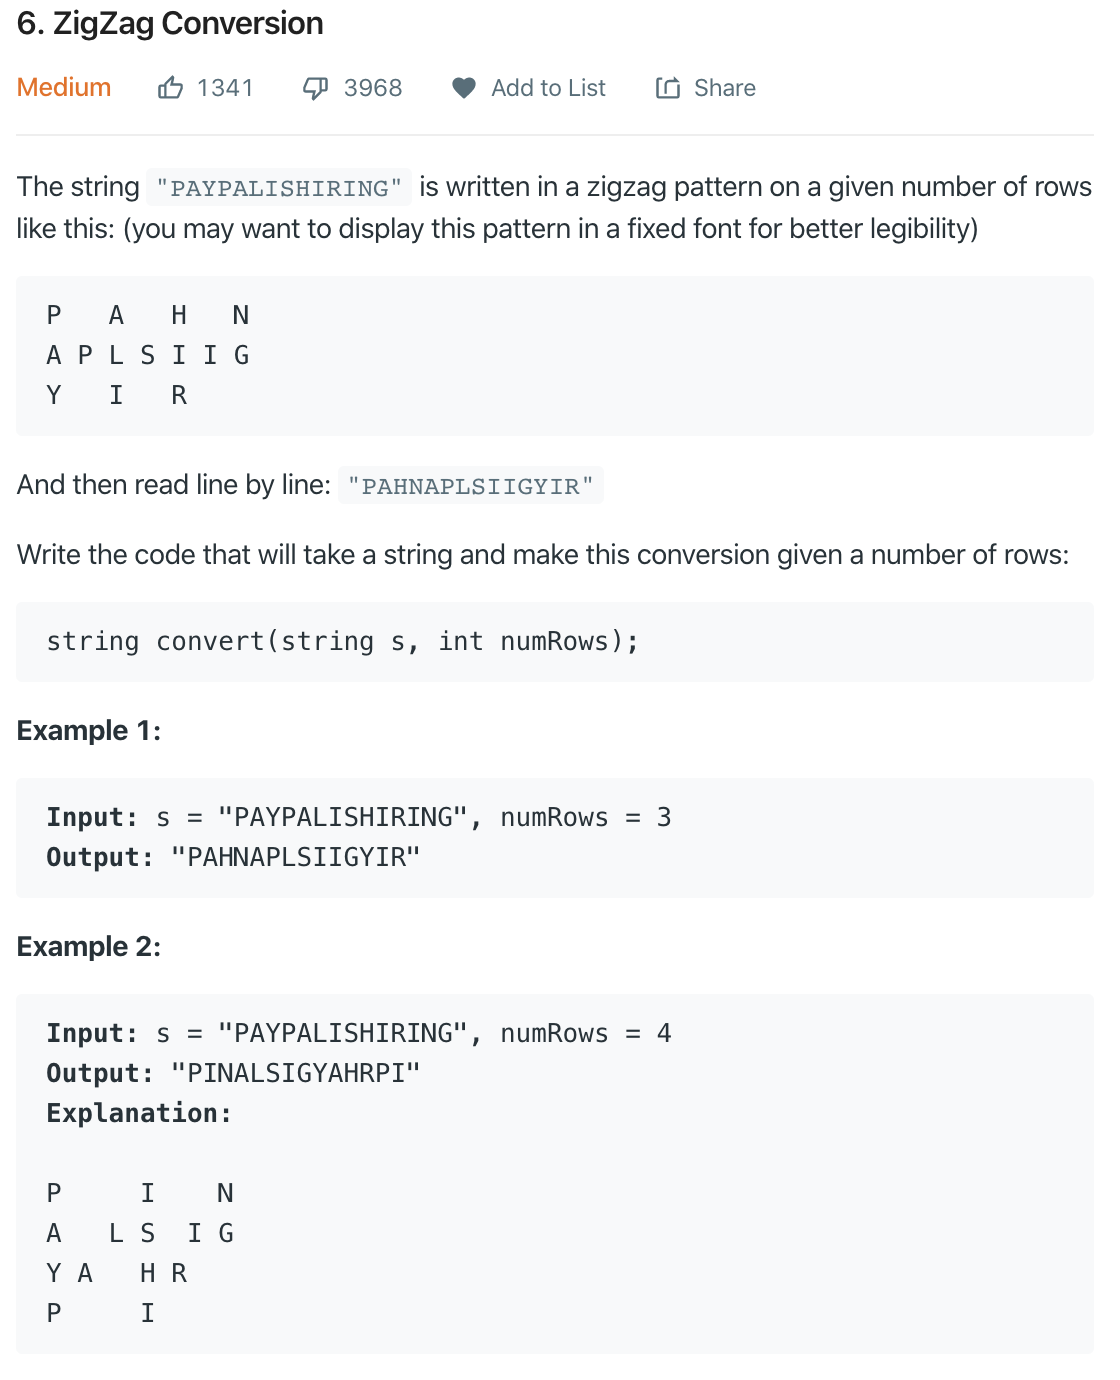 6. ZigZag Conversion
Medium 1341 3968 Add to List Share
The string "PAYPALISHIRING" is written in a zigzag pattern on a given number of rows
like this: (you may want to display this pattern in a fixed font for better legibility)
P   A   H   N
A P L S I I G
Y   I   R
And then read line by line: "PAHNAPLSIIGYIR"
Write the code that will take a string and make this conversion given a number of rows:
string convert(string s, int numRows);
Example 1:
Input: s = "PAYPALISHIRING", numRows = 3
Output: "PAHNAPLSIIGYIR"
Example 2:
Input: s = "PAYPALISHIRING", numRows = 4
Output: "PINALSIGYAHRPI"
Explanation:
P     I    N
A   L S  I G
Y A   H R
P     I